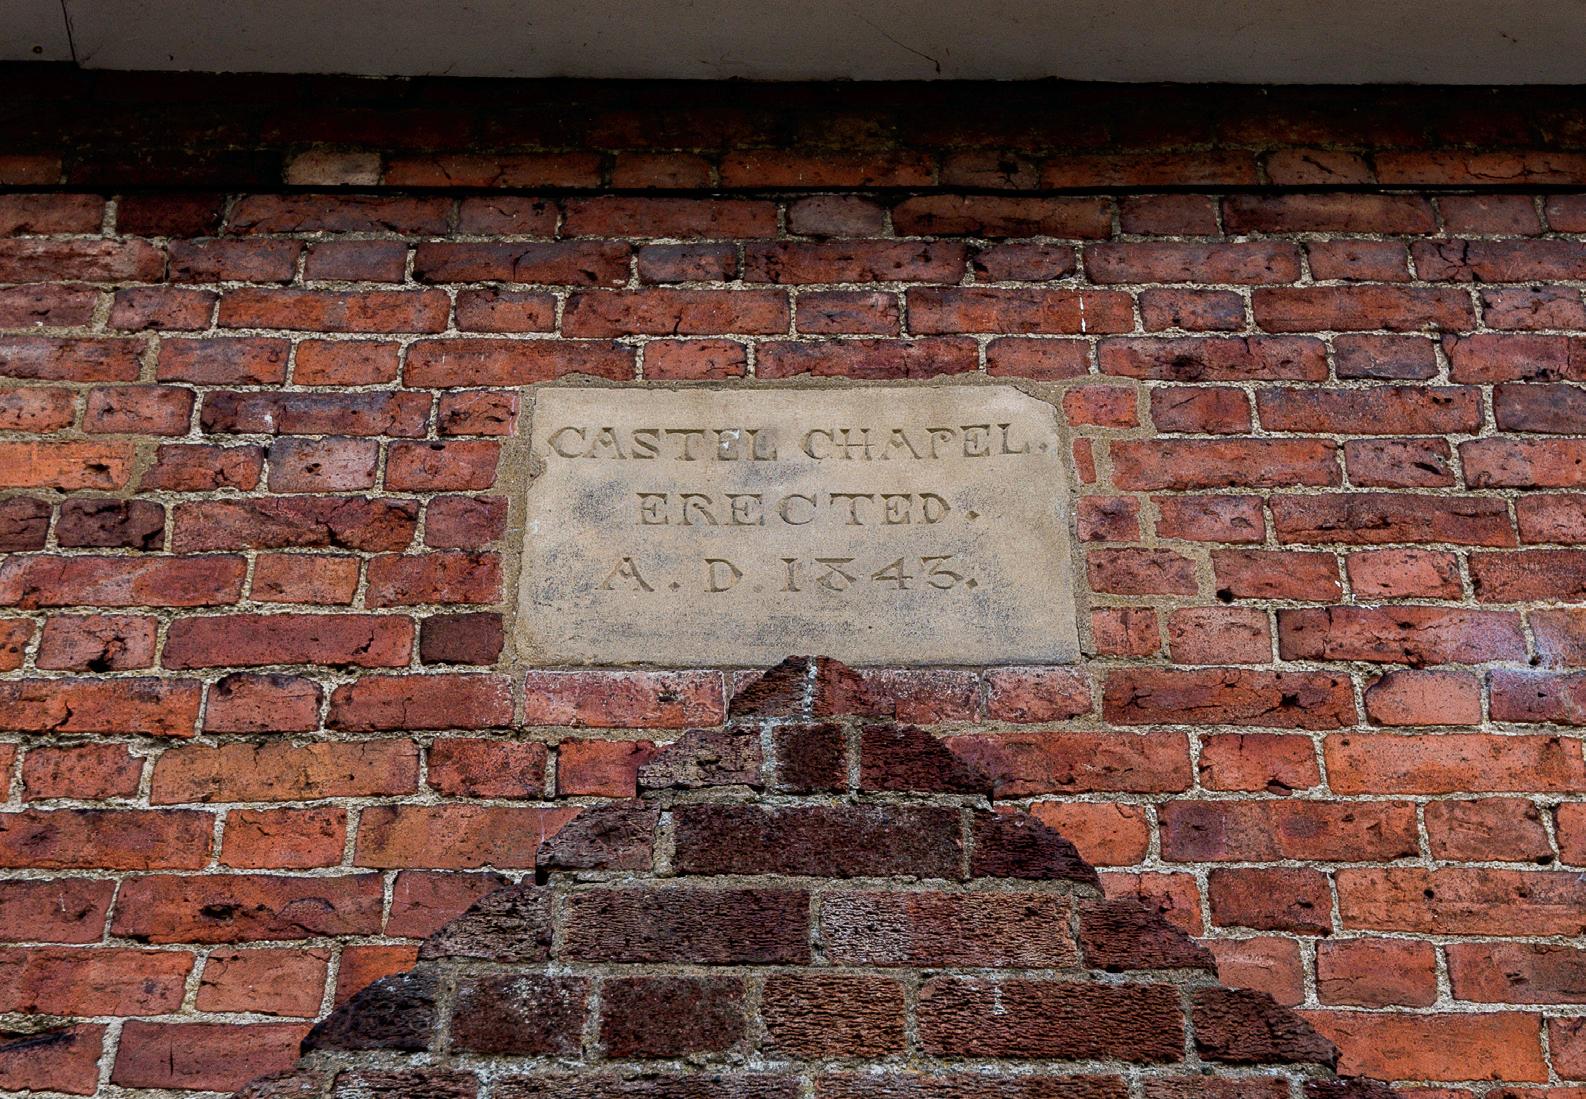 CASTEL CHAPEL.
ERECTED.
A. D. 1843.